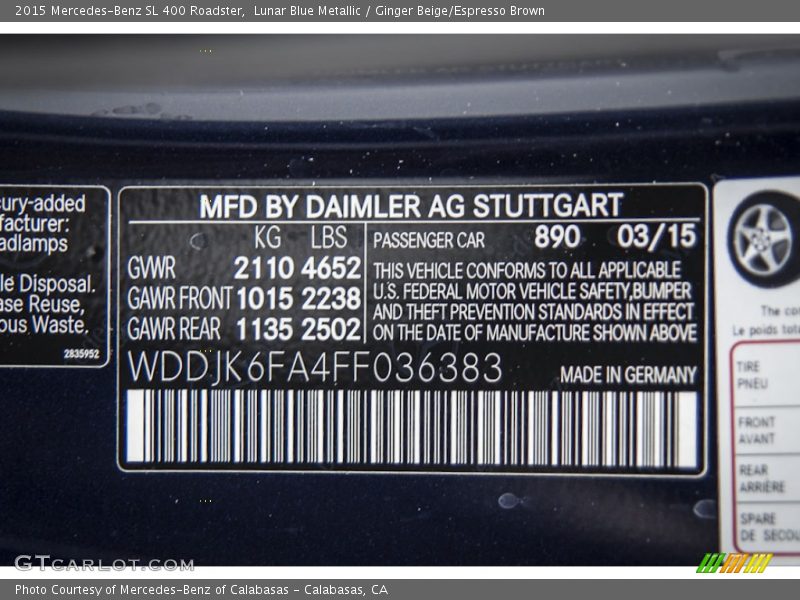 2015 Mercedes-Benz SL 400 Roadster, Lunar Blue Metallic / Ginger Beige/Espresso Brown
cury-added
facturer:
eadlamps
le Disposal.
ase Reuse,
ous Waste.
2835952
MFD BY DAIMLER AG STUTTGART
KG LBS
GWR 2110 4652
GAWR FRONT 1015 2238
GAWR REAR 1135 2502
PASSENGER CAR 890 03/15
THIS VEHICLE CONFORMS TO ALL APPLICABLE
U.S. FEDERAL MOTOR VEHICLE SAFETY,BUMPER
AND THEFT PREVENTION STANDARDS IN EFFECT
ON THE DATE OF MANUFACTURE SHOWN ABOVE
WDDJK6FA4FF036383 MADE IN GERMANY
The co
Le poids tota
TIRE
PNEU
FRONT
AVANT
REAR
ARRIÈRE
SPARE
DE SECOU
GTCARLOT.COM
Photo Courtesy of Mercedes-Benz of Calabasas - Calabasas, CA